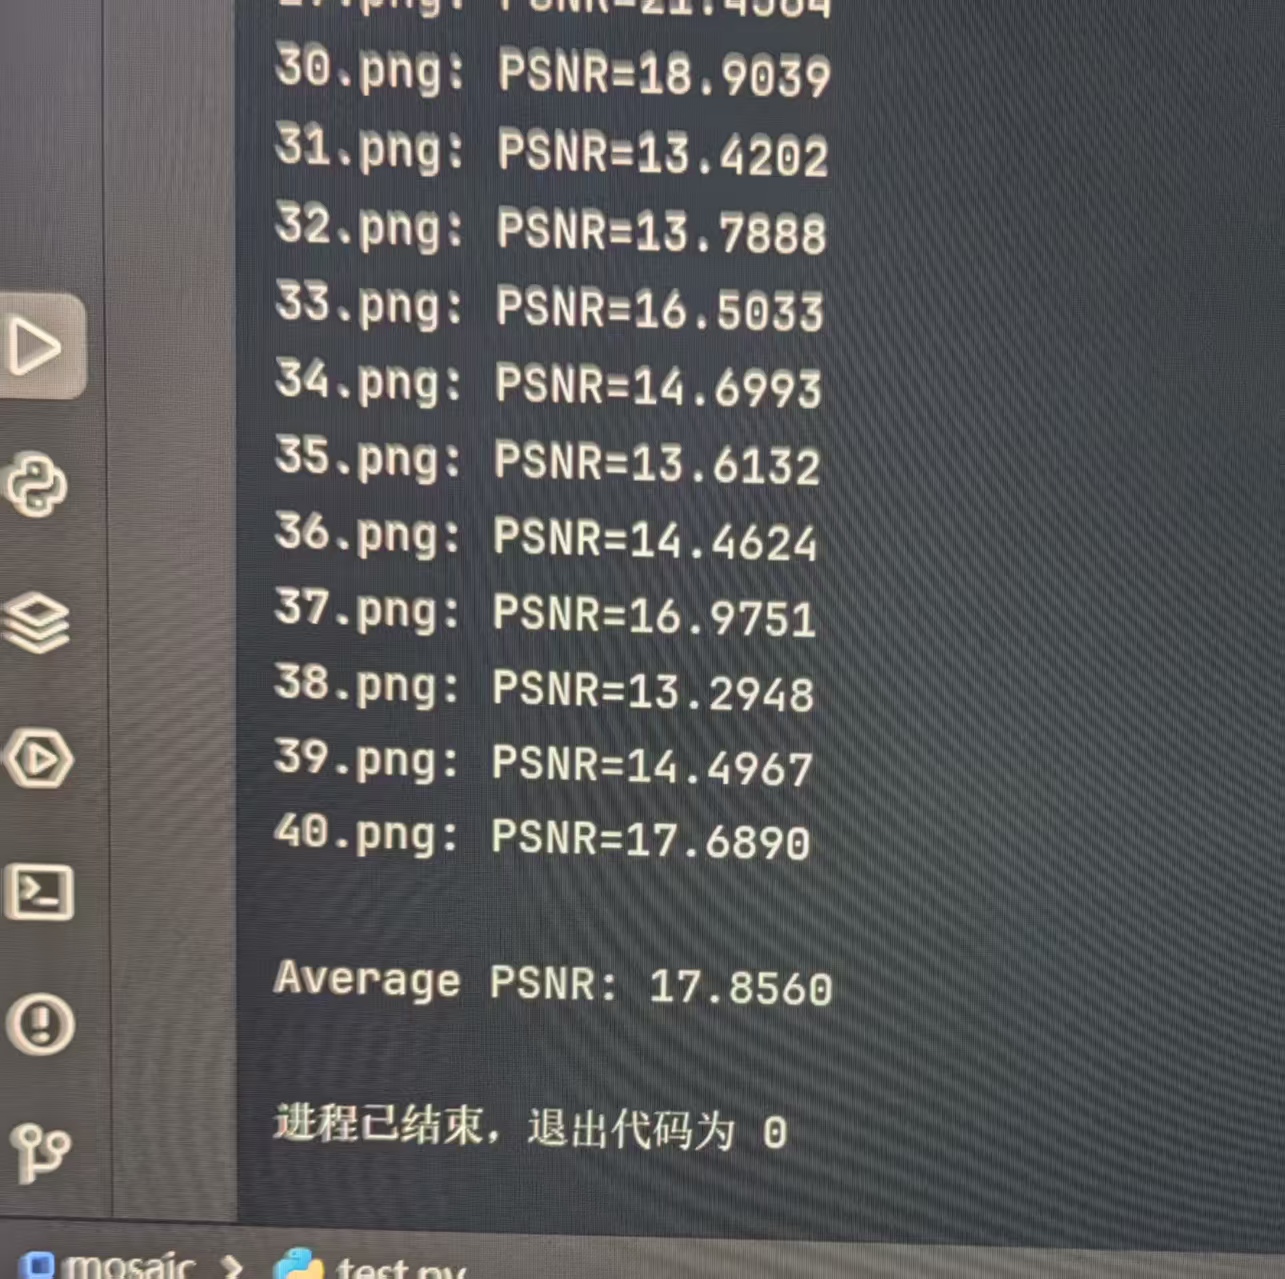 30.png: PSNR=18.9039
31.png: PSNR=13.4202
32.png: PSNR=13.7888
33.png: PSNR=16.5033
34.png: PSNR=14.6993
35.png: PSNR=13.6132
36.png: PSNR=14.4624
37.png: PSNR=16.9751
38.png: PSNR=13.2948
39.png: PSNR=14.4967
40.png: PSNR=17.6890
Average PSNR: 17.8560
进程已结束，退出代码为 0
mosaic > test.py